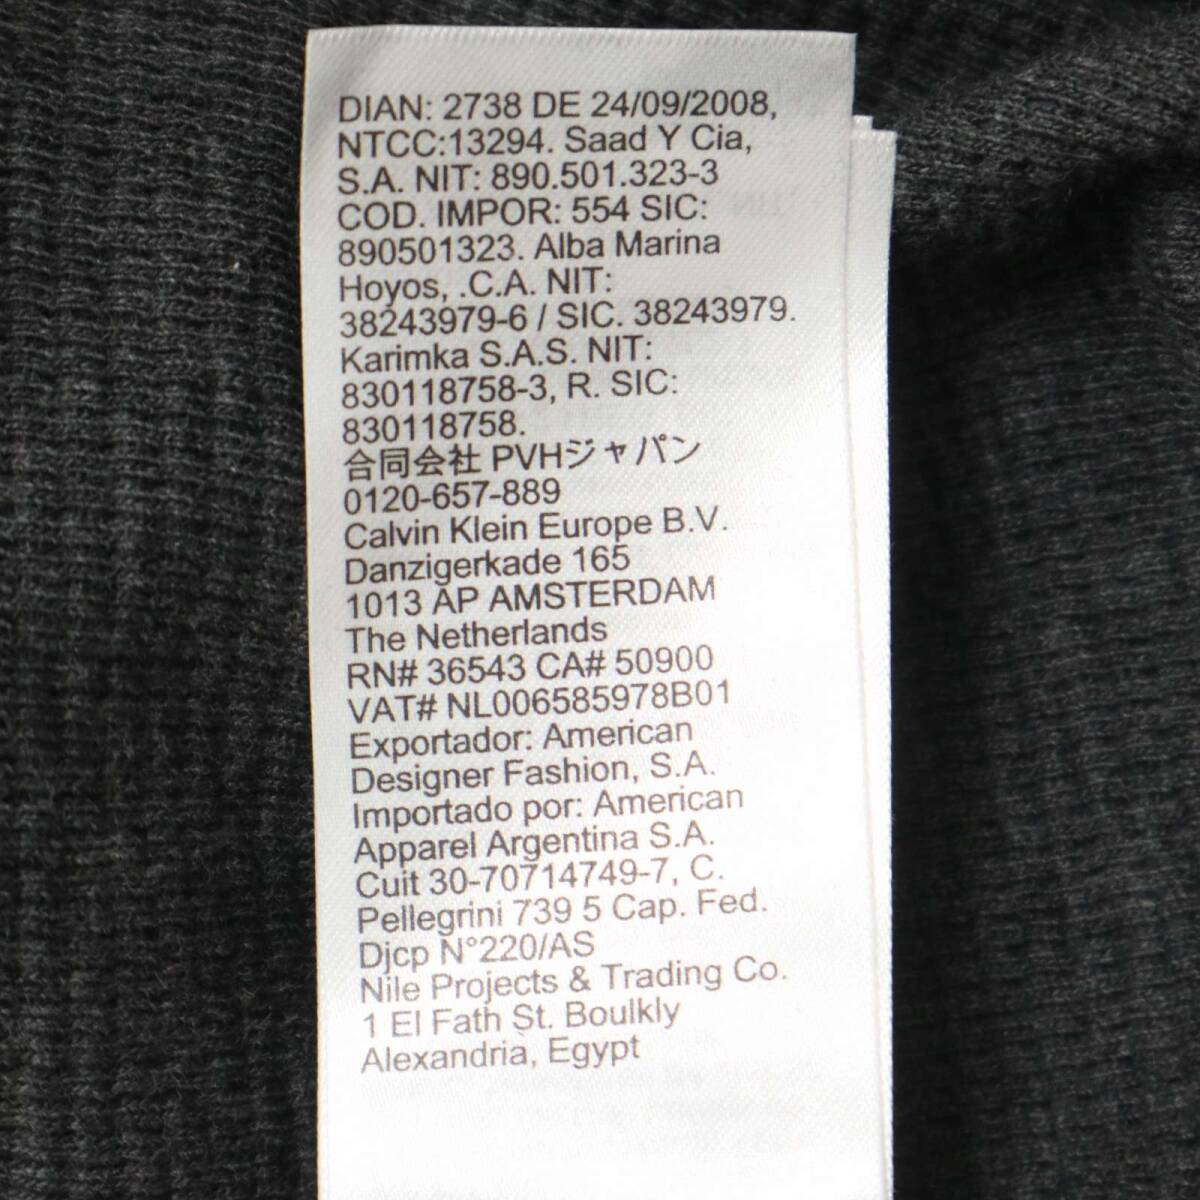 DIAN: 2738 DE 24/09/2008,
NTCC:13294. Saad Y Cia,
S.A. NIT: 890.501.323-3
COD. IMPOR: 554 SIC:
890501323. Alba Marina
Hoyos, .C.A. NIT:
38243979-6 / SIC. 38243979.
Karimka S.A.S. NIT:
830118758-3, R. SIC:
830118758.
合同会社 PVHジャパン
0120-657-889
Calvin Klein Europe B.V.
Danzigerkade 165
1013 AP AMSTERDAM
The Netherlands
RN# 36543 CA# 50900
VAT# NL006585978B01
Exportador: American
Designer Fashion, S.A.
Importado por: American
Apparel Argentina S.A.
Cuit 30-70714749-7, C.
Pellegrini 739 5 Cap. Fed.
Djcp N°220/AS
Nile Projects & Trading Co.
1 El Fath St. Boulkly
Alexandria, Egypt